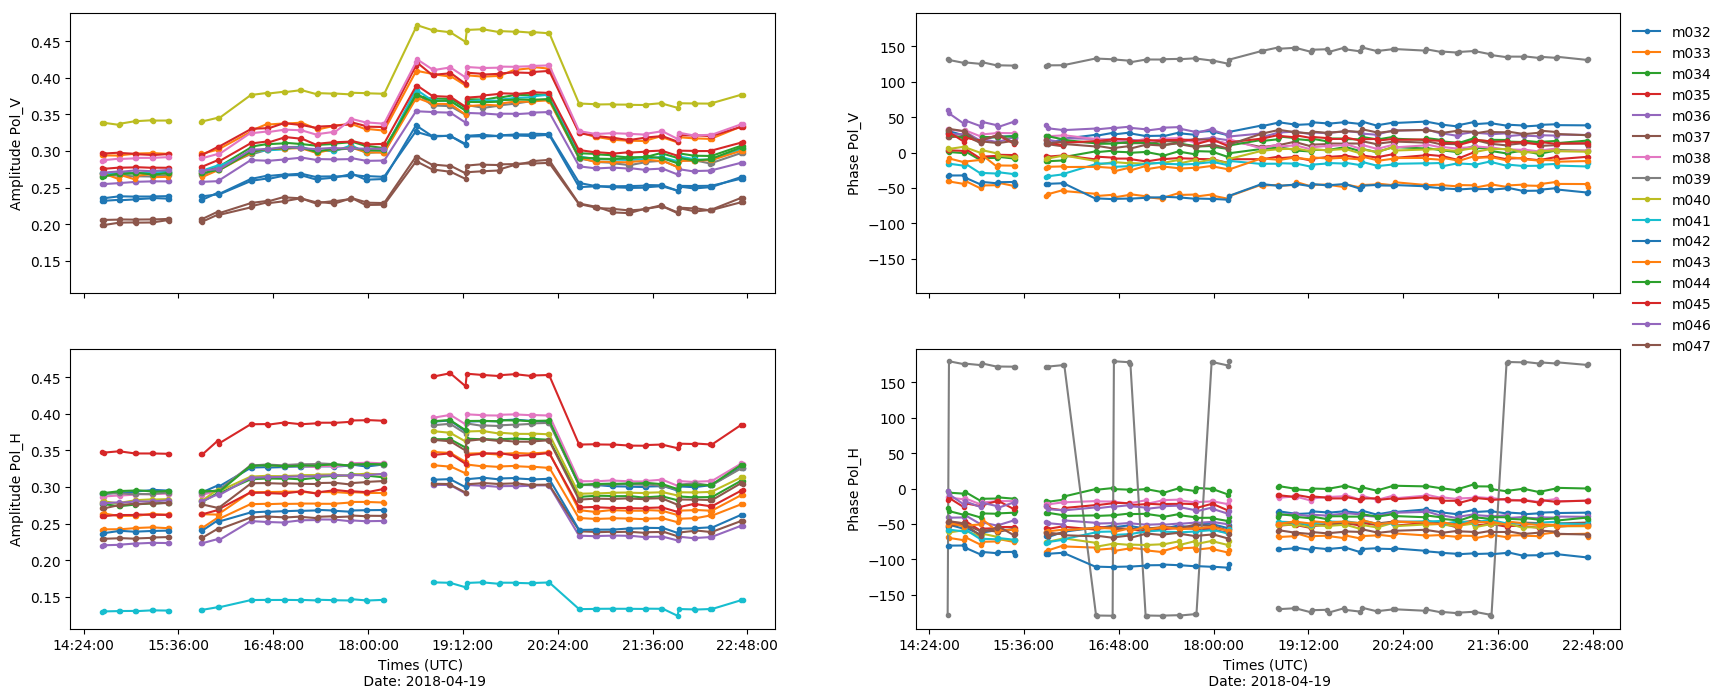 Amplitude Pol_V
0.45
0.40
0.35
0.30
0.25
0.20
0.15
Phase Pol_V
150
100
50
0
−50
−100
−150
m032
m033
m034
m035
m036
m037
m038
m039
m040
m041
m042
m043
m044
m045
m046
m047
Amplitude Pol_H
0.45
0.40
0.35
0.30
0.25
0.20
0.15
14:24:00 15:36:00 16:48:00 18:00:00 19:12:00 20:24:00 21:36:00 22:48:00
Times (UTC)
Date: 2018-04-19
Phase Pol_H
150
100
50
0
−50
−100
−150
14:24:00 15:36:00 16:48:00 18:00:00 19:12:00 20:24:00 21:36:00 22:48:00
Times (UTC)
Date: 2018-04-19